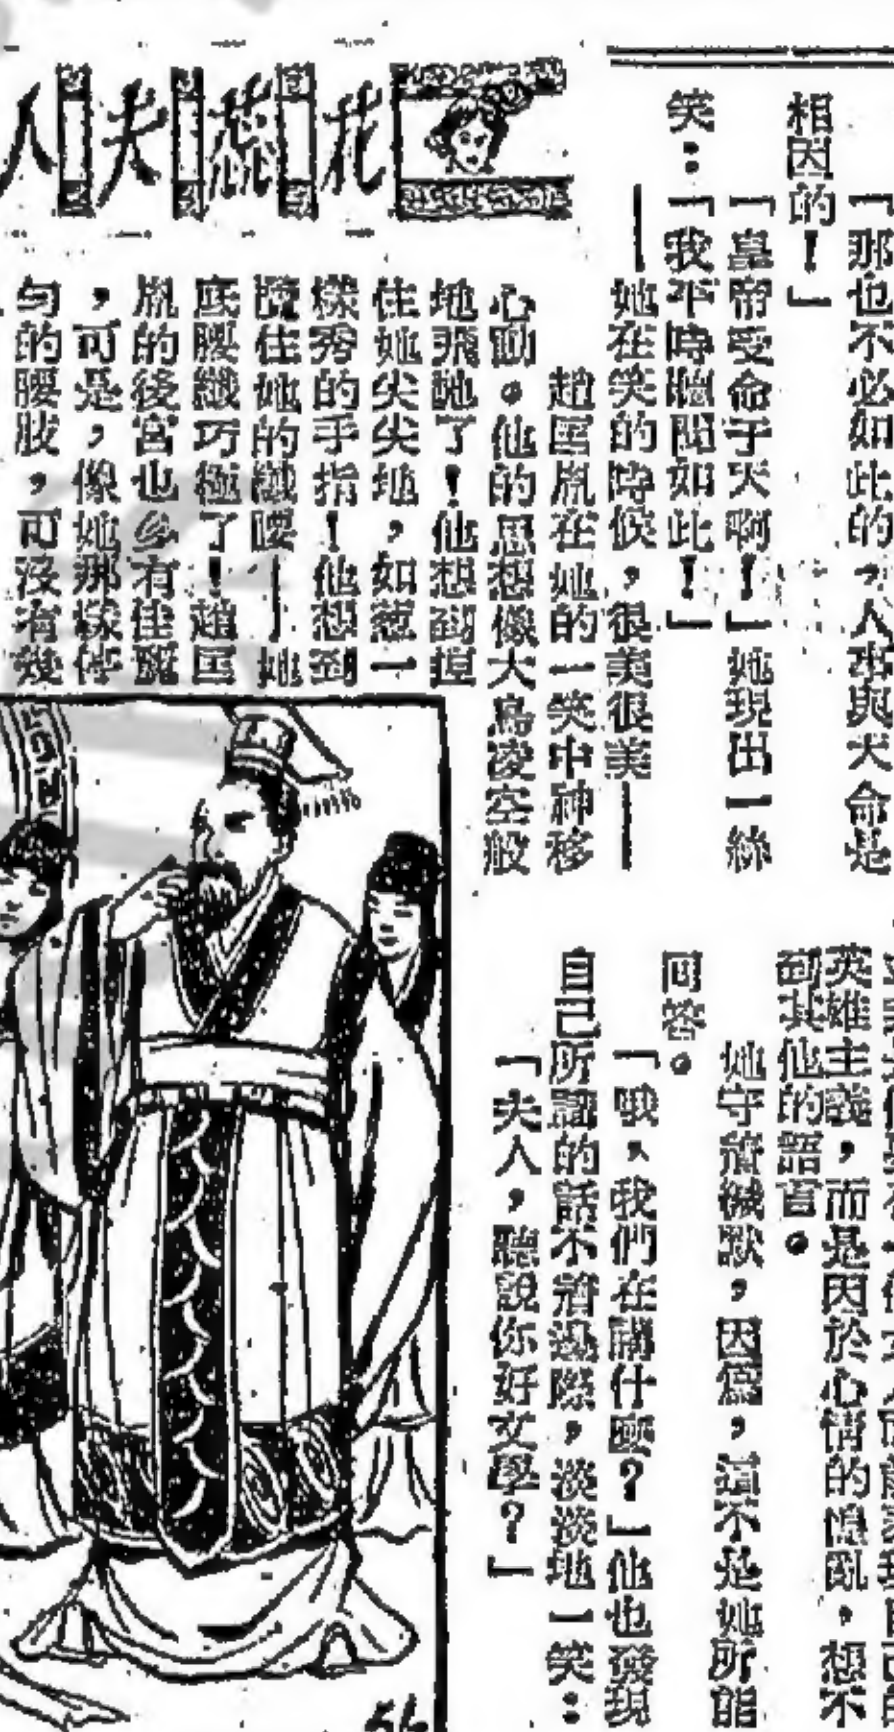 花蕊夫人
「那也不必如此的,人事與天命是
相因的!」
「皇帝受命于天啊!」她現出一絲
笑:「我平時聽聞如此!」
——她在笑的時候,很美很美——
趙匡胤在她的一笑中神移
心動。他的思想像大鳥凌空般
地飛馳了!他想到捏
住她尖尖地,如葱一
樣秀的手指!他想到
攬住她的纖腰——她
底腰纖巧極了!趙匡
胤的後宮也多有佳麗
,可是,像她那樣停
勻的腰肢,可沒有幾
英雄主義,而是因於心情的慌亂,想不
到其他的語言。
她守着緘默,因爲,這不是她所能
回答。
「哦、我們在講什麽?」他也發現
自己所說的話不着邊際,淡淡地一笑:
「夫人,聽說你好文學?」
56